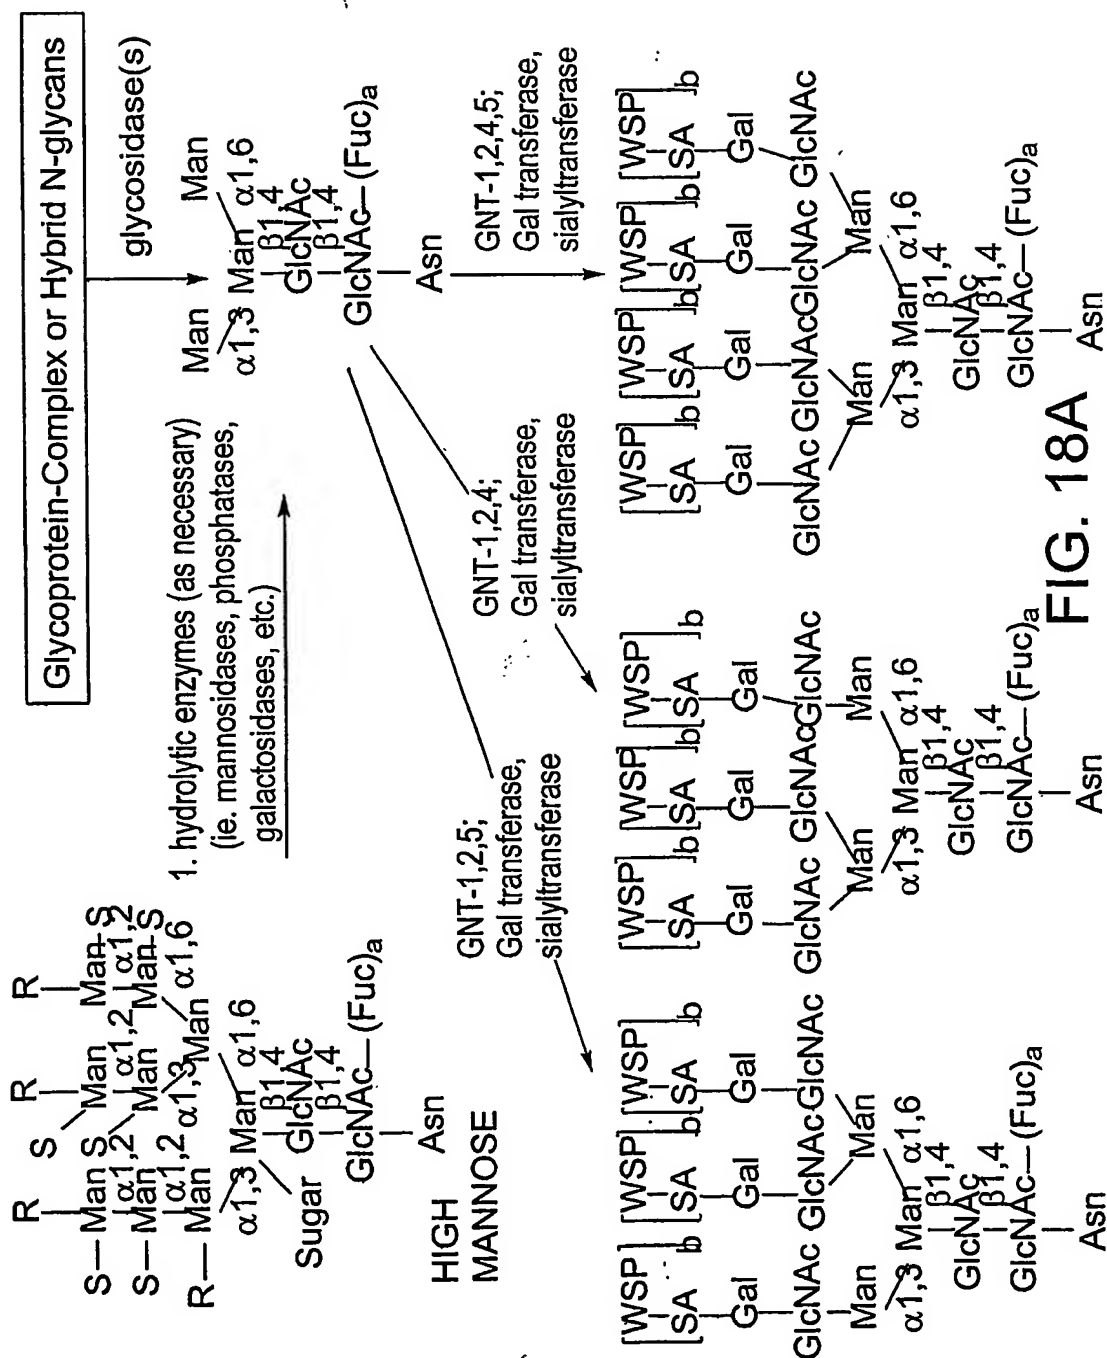 Glycoprotein-Complex or Hybrid N-glycans
glycosidase(s)
R R R
S—Man S Man Man-S
S
α1,2 α1,2 α1,2
S—Man Man Man-S
α1,2 α1,3 α1,6
R—Man Man
α1,3 Man α1,6
Sugar
β1,4
GlcNAc
β1,4
GlcNAc—(Fuc)a
Asn
HIGH
MANNOSE
1. hydrolytic enzymes (as necessary)
(ie. mannosidases, phosphatases,
galactosidases, etc.)
Man Man
α1,3 Man α1,6
β1,4
GlcNAc
β1,4
GlcNAc—(Fuc)a
Asn
GNT-1,2,5;
Gal transferase,
sialyltransferase
GNT-1,2,4;
Gal transferase,
sialyltransferase
GNT-1,2,4,5;
Gal transferase,
sialyltransferase
[WSP] [WSP] [WSP]
[SA]b [SA]b [SA]b
Gal Gal Gal
GlcNAc GlcNAc GlcNAc
Man Man
α1,3 Man α1,6
β1,4
GlcNAc
β1,4
GlcNAc—(Fuc)a
Asn
[WSP] [WSP] [WSP]
[SA]b [SA]b [SA]b
Gal Gal Gal
GlcNAc GlcNAc GlcNAc
Man Man
α1,3 Man α1,6
β1,4
GlcNAc
β1,4
GlcNAc—(Fuc)a
Asn
[WSP] [WSP] [WSP] [WSP]
[SA]b [SA]b [SA]b [SA]b
Gal Gal Gal Gal
GlcNAc GlcNAc GlcNAc GlcNAc
Man Man
α1,3 Man α1,6
β1,4
GlcNAc
β1,4
GlcNAc—(Fuc)a
Asn
FIG. 18A